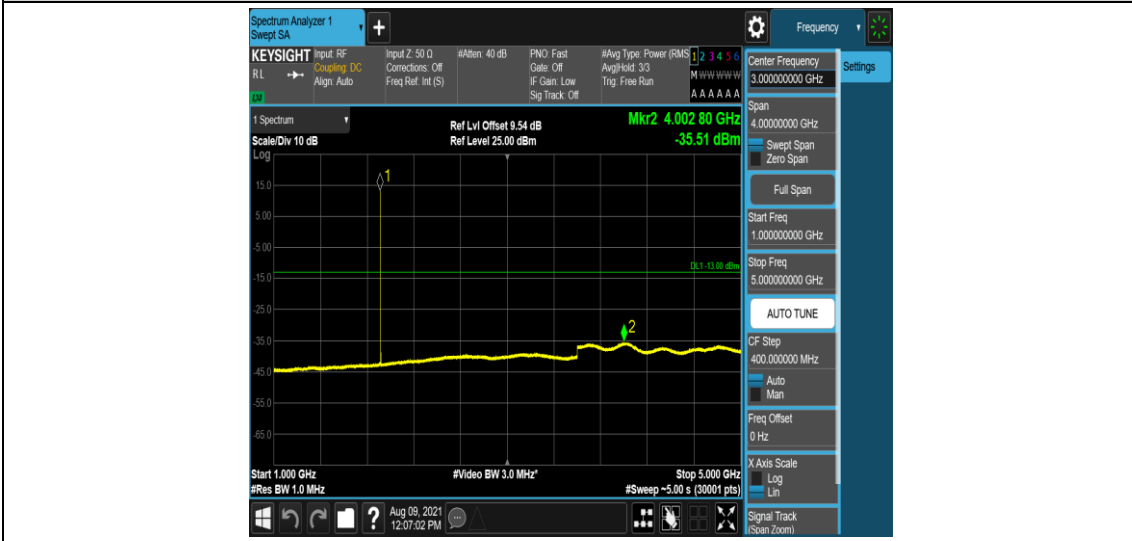 Spectrum Analyzer 1
Swept SA
Frequency
KEYSIGHT
RL
Input: RF
Coupling: DC
Align: Auto
Input Z: 50 Ω
Corrections: Off
Freq Ref: Int (S)
#Atten: 40 dB
PNO: Fast
Gate: Off
IF Gain: Low
Sig Track: Off
#Avg Type: Power (RMS
Avg|Hold: 3/3
Trig: Free Run
1 2 3 4 5 6
M W W W W W
A A A A A A
1 Spectrum
Scale/Div 10 dB
Ref Lvl Offset 9.54 dB
Ref Level 25.00 dBm
Mkr2 4.002 80 GHz
-35.51 dBm
Log
15.0
5.00
-5.00
-15.0
-25.0
-35.0
-45.0
-55.0
-65.0
1
DL1 -13.00 dBm
2
Start 1.000 GHz
#Res BW 1.0 MHz
#Video BW 3.0 MHz*
Stop 5.000 GHz
#Sweep ~5.00 s (30001 pts)
?
Aug 09, 2021
12:07:02 PM
Center Frequency
3.000000000 GHz
Settings
Span
4.00000000 GHz
Swept Span
Zero Span
Full Span
Start Freq
1.000000000 GHz
Stop Freq
5.000000000 GHz
AUTO TUNE
CF Step
400.000000 MHz
Auto
Man
Freq Offset
0 Hz
X Axis Scale
Log
Lin
Signal Track
(Span Zoom)